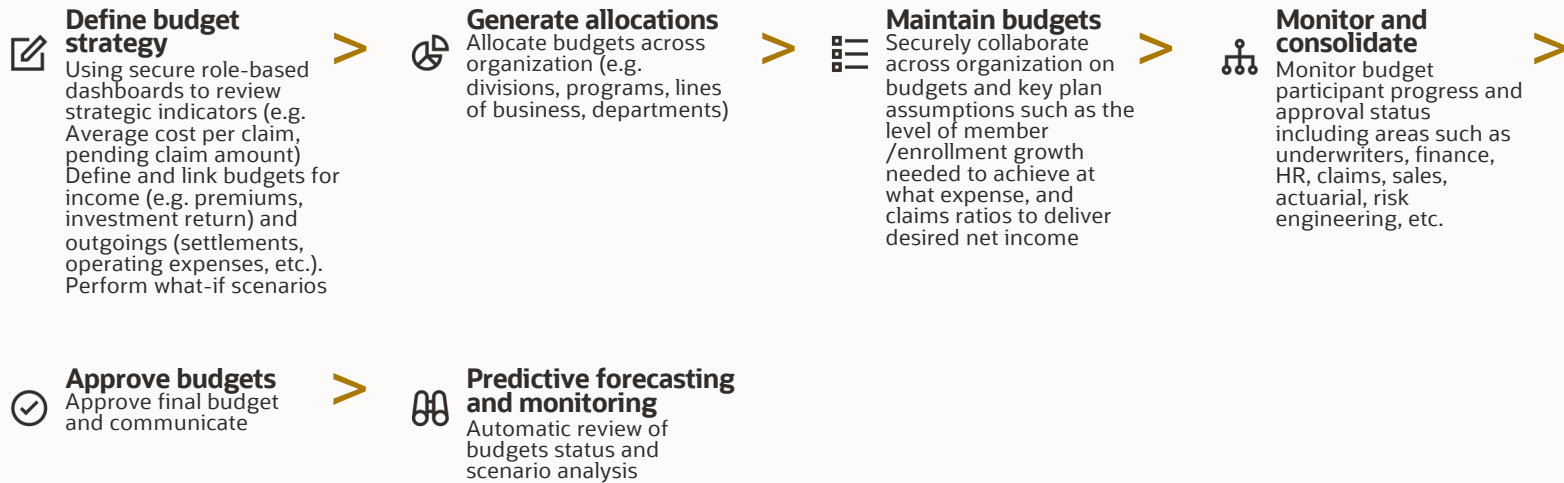 Define budget
strategy
Using secure role-based
dashboards to review
strategic indicators (e.g.
Average cost per claim,
pending claim amount)
Define and link budgets for
income (e.g. premiums,
investment return) and
outgoings (settlements,
operating expenses, etc.).
Perform what-if scenarios
>
Generate allocations
Allocate budgets across
organization (e.g.
divisions, programs, lines
of business, departments)
>
Maintain budgets
Securely collaborate
across organization on
budgets and key plan
assumptions such as the
level of member
/enrollment growth
needed to achieve at
what expense, and
claims ratios to deliver
desired net income
>
Monitor and
consolidate
Monitor budget
participant progress and
approval status
including areas such as
underwriters, finance,
HR, claims, sales,
actuarial, risk
engineering, etc.
>
Approve budgets
Approve final budget
and communicate
>
Predictive forecasting
and monitoring
Automatic review of
budgets status and
scenario analysis